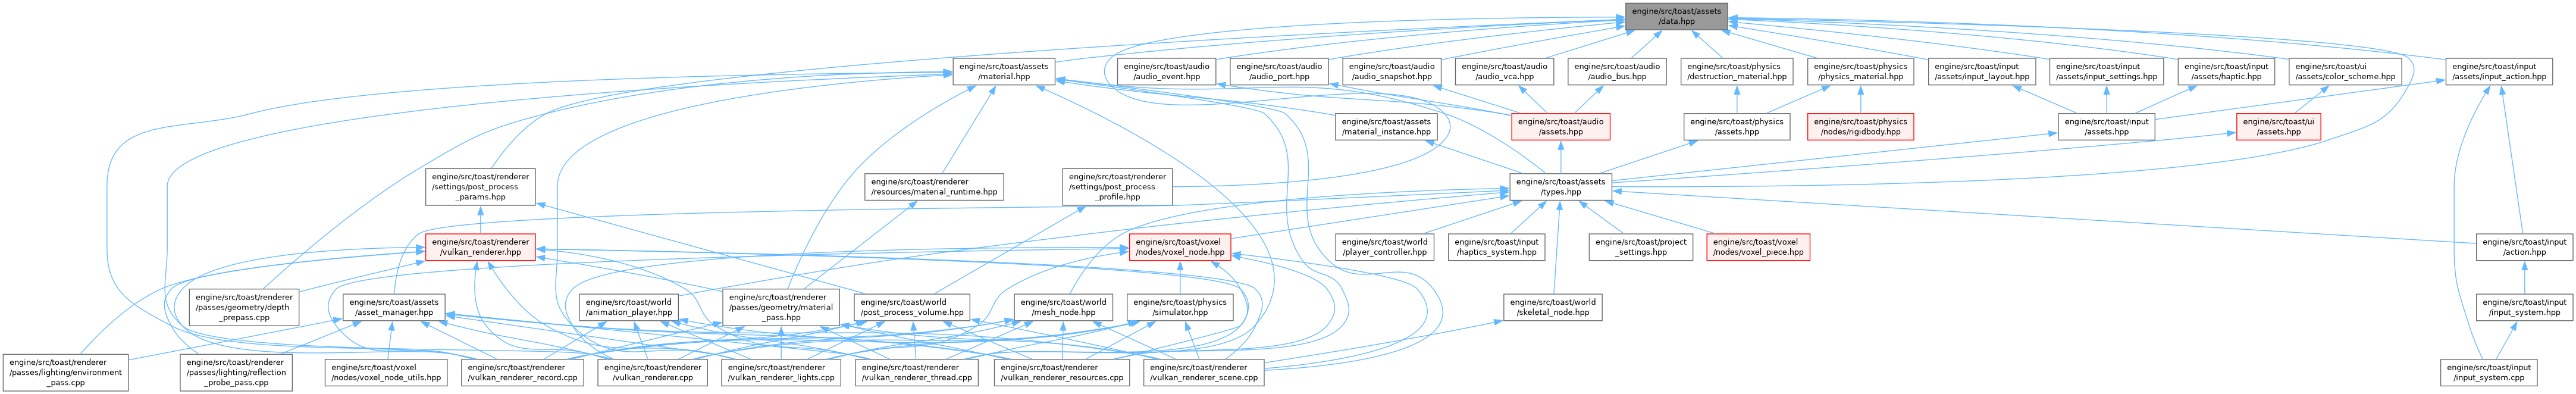 engine/src/toast/assets
/data.hpp
engine/src/toast/assets
/material.hpp
engine/src/toast/audio
/audio_event.hpp
engine/src/toast/audio
/audio_port.hpp
engine/src/toast/audio
/audio_snapshot.hpp
engine/src/toast/audio
/audio_vca.hpp
engine/src/toast/audio
/audio_bus.hpp
engine/src/toast/physics
/destruction_material.hpp
engine/src/toast/physics
/physics_material.hpp
engine/src/toast/input
/assets/input_layout.hpp
engine/src/toast/input
/assets/input_settings.hpp
engine/src/toast/input
/assets/haptic.hpp
engine/src/toast/ui
/assets/color_scheme.hpp
engine/src/toast/input
/assets/input_action.hpp
engine/src/toast/assets
/material_instance.hpp
engine/src/toast/audio
/assets.hpp
engine/src/toast/physics
/assets.hpp
engine/src/toast/physics
/nodes/rigidbody.hpp
engine/src/toast/input
/assets.hpp
engine/src/toast/ui
/assets.hpp
engine/src/toast/renderer
/settings/post_process
_params.hpp
engine/src/toast/renderer
/resources/material_runtime.hpp
engine/src/toast/renderer
/settings/post_process
_profile.hpp
engine/src/toast/assets
/types.hpp
engine/src/toast/renderer
/vulkan_renderer.hpp
engine/src/toast/voxel
/nodes/voxel_node.hpp
engine/src/toast/world
/player_controller.hpp
engine/src/toast/input
/haptics_system.hpp
engine/src/toast/project
_settings.hpp
engine/src/toast/voxel
/nodes/voxel_piece.hpp
engine/src/toast/input
/action.hpp
engine/src/toast/renderer
/passes/geometry/depth
_prepass.cpp
engine/src/toast/assets
/asset_manager.hpp
engine/src/toast/world
/animation_player.hpp
engine/src/toast/renderer
/passes/geometry/material
_pass.hpp
engine/src/toast/world
/post_process_volume.hpp
engine/src/toast/world
/mesh_node.hpp
engine/src/toast/physics
/simulator.hpp
engine/src/toast/world
/skeletal_node.hpp
engine/src/toast/input
/input_system.hpp
engine/src/toast/renderer
/passes/lighting/environment
_pass.cpp
engine/src/toast/renderer
/passes/lighting/reflection
_probe_pass.cpp
engine/src/toast/voxel
/nodes/voxel_node_utils.hpp
engine/src/toast/renderer
/vulkan_renderer_record.cpp
engine/src/toast/renderer
/vulkan_renderer.cpp
engine/src/toast/renderer
/vulkan_renderer_lights.cpp
engine/src/toast/renderer
/vulkan_renderer_thread.cpp
engine/src/toast/renderer
/vulkan_renderer_resources.cpp
engine/src/toast/renderer
/vulkan_renderer_scene.cpp
engine/src/toast/input
/input_system.cpp